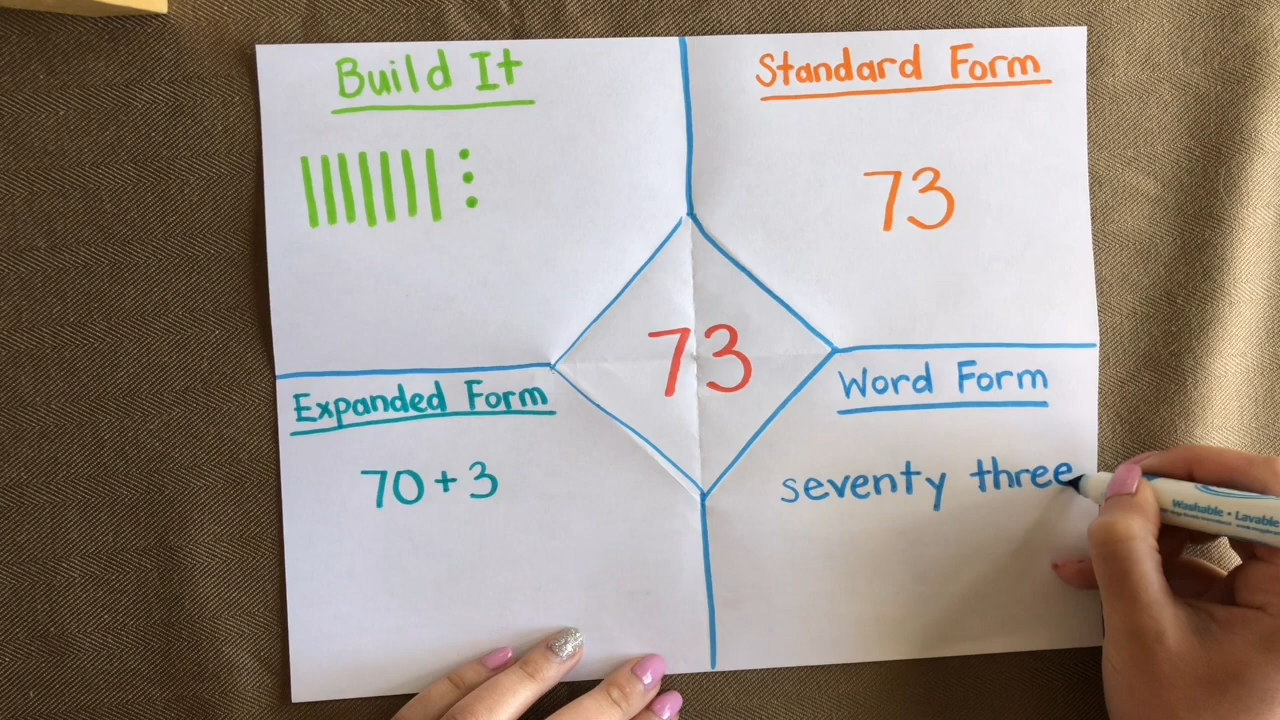 Build It
Standard Form
73
73
Expanded Form
70+3
Word Form
seventy three
Washable • Lavable